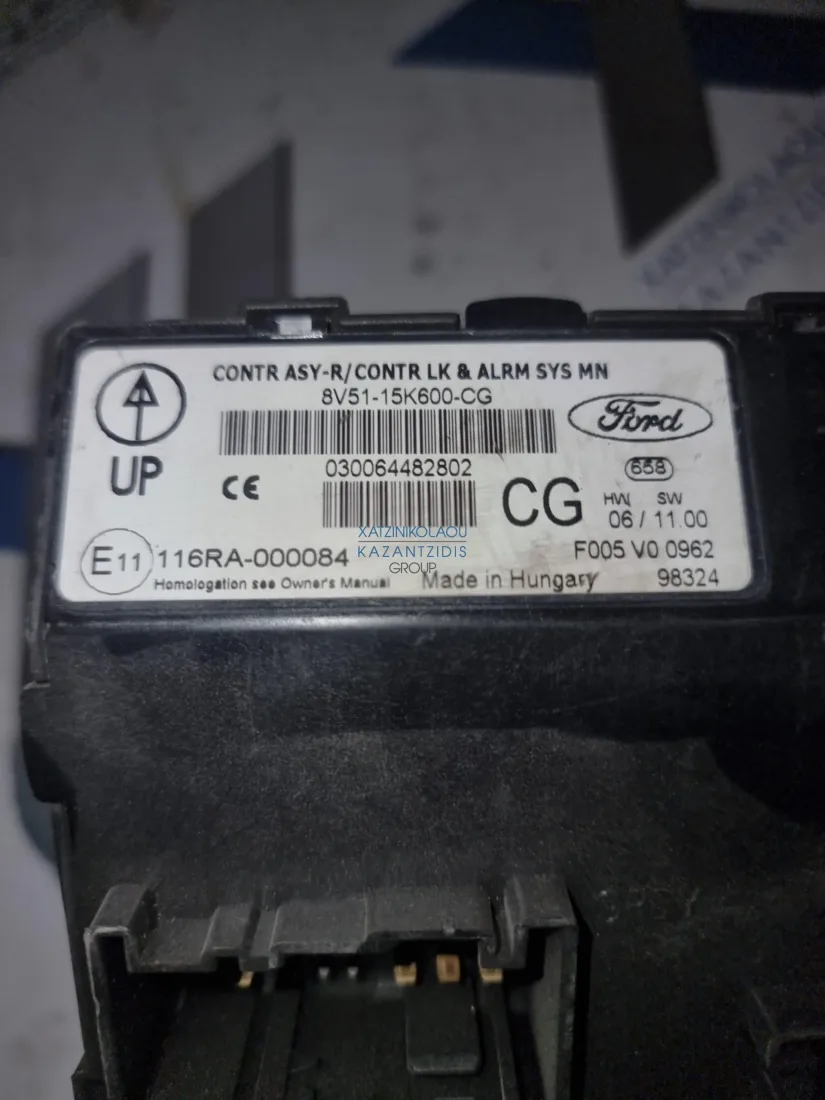 XATZINIKOLAOU
KAZANTZIDIS
CONTR ASY-R/CONTR LK & ALRM SYS MN
8V51-15K600-CG
Ford
UP
CE
030064482802
CG
658
HW SW
06 / 11.00
E11
116RA-000084
Homologation see Owner's Manual
F005 V0 0962
Made in Hungary
98324
XATZINIKOLAOU
KAZANTZIDIS
GROUP